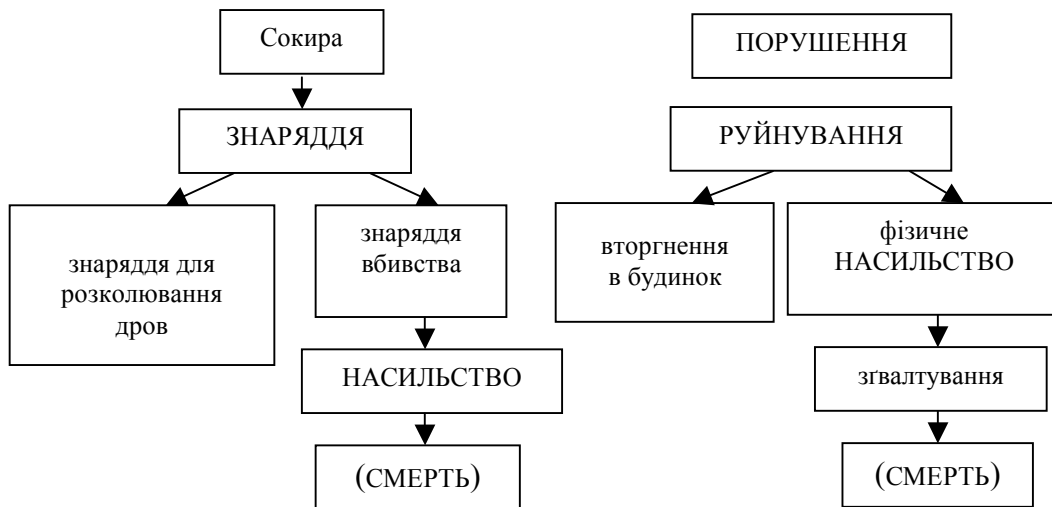 Сокира
ЗНАРЯДДЯ
знаряддя для
розколювання
дров
знаряддя
вбивства
НАСИЛЬСТВО
(СМЕРТЬ)
ПОРУШЕННЯ
РУЙНУВАННЯ
вторгнення
в будинок
фізичне
НАСИЛЬСТВО
зґвалтування
(СМЕРТЬ)